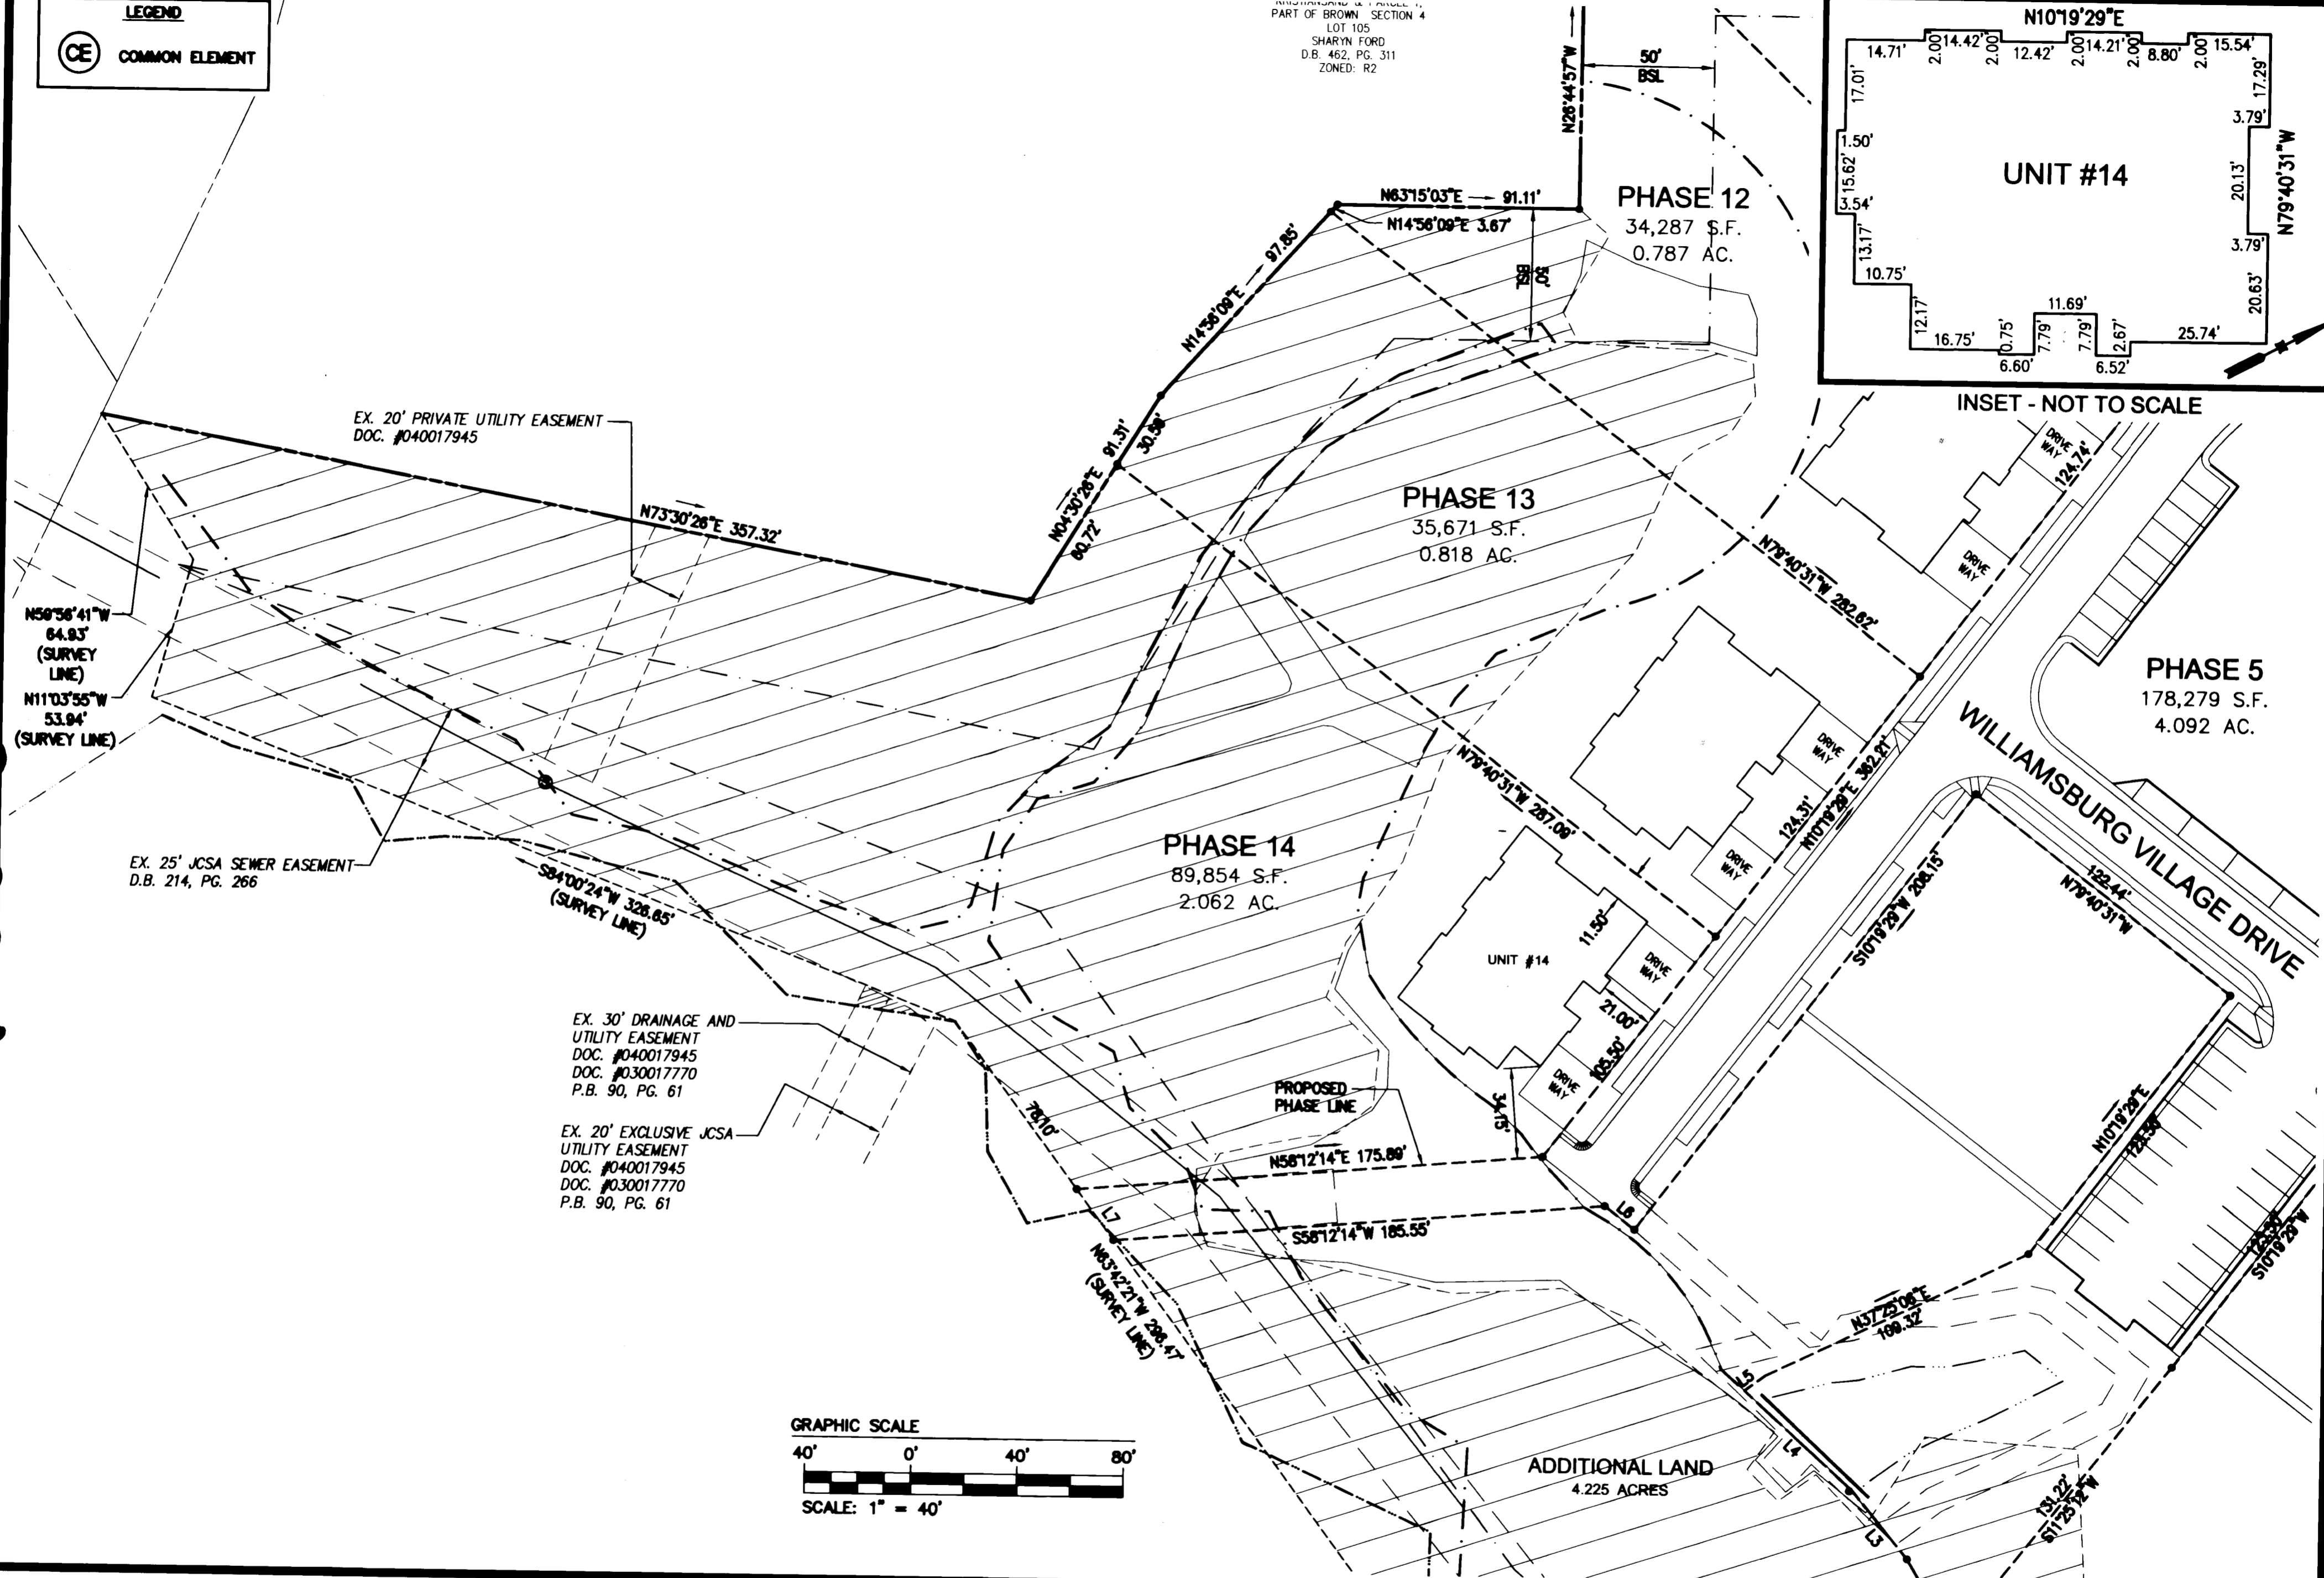 LEGEND
CE COMMON ELEMENT
PART OF BROWN SECTION 4
LOT 105
SHARYN FORD
D.B. 462, PG. 311
ZONED: R2
N26°44'57"W
50'
BSL
N10°19'29"E
14.71'
2.00'
14.42'
2.00'
12.42'
2.00'
14.21'
2.00'
8.80'
2.00'
15.54'
17.01'
17.29'
3.79'
1.50'
15.62'
20.13'
N79°40'31"W
UNIT #14
3.54'
13.17'
3.79'
10.75'
20.63'
12.17'
11.69'
16.75'
0.75'
7.79'
7.79'
2.67'
25.74'
6.60'
6.52'
INSET - NOT TO SCALE
N63°15'03"E 91.11'
N14°56'09"E 3.67'
PHASE 12
34,287 S.F.
0.787 AC.
50'
BSL
N14°56'09"E 97.85'
EX. 20' PRIVATE UTILITY EASEMENT
DOC. #040017945
N73°30'26"E 357.32'
N04°30'26"E 91.31'
30.59'
60.72'
PHASE 13
35,671 S.F.
0.818 AC.
N79°40'31"W 282.62'
DRIVE
WAY
124.74'
DRIVE
WAY
PHASE 5
178,279 S.F.
4.092 AC.
N59°56'41"W
64.93'
(SURVEY
LINE)
N11°03'55"W
53.94'
(SURVEY LINE)
WILLIAMSBURG VILLAGE DRIVE
DRIVE
WAY
N79°40'31"W 287.09'
124.31'
N10°19'29"E 362.21'
DRIVE
WAY
PHASE 14
89,854 S.F.
2.062 AC.
EX. 25' JCSA SEWER EASEMENT
D.B. 214, PG. 266
S84°00'24"W 326.65'
(SURVEY LINE)
11.50'
UNIT #14
DRIVE
WAY
21.00'
S10°19'29"W 208.15'
122.44'
N79°40'31"W
EX. 30' DRAINAGE AND
UTILITY EASEMENT
DOC. #040017945
DOC. #030017770
P.B. 90, PG. 61
EX. 20' EXCLUSIVE JCSA
UTILITY EASEMENT
DOC. #040017945
DOC. #030017770
P.B. 90, PG. 61
78.10'
PROPOSED
PHASE LINE
34.15'
DRIVE
WAY
105.50'
N58°12'14"E 175.89'
L7
S58°12'14"W 185.55'
L6
N63°42'21"W 296.47'
(SURVEY LINE)
N10°19'29"E
128.50'
S10°19'29"W
N37°25'06"E
109.32'
L5
L4
L3
131.22'
S11°25'12"W
ADDITIONAL LAND
4.225 ACRES
GRAPHIC SCALE
40' 0' 40' 80'
SCALE: 1" = 40'